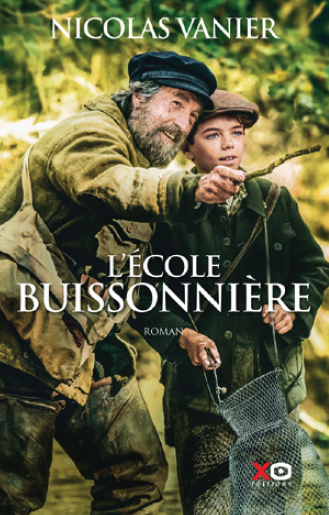 NICOLAS VANIER
L'ÉCOLE
BUISSONNIÈRE
ROMAN
XO
ÉDITIONS